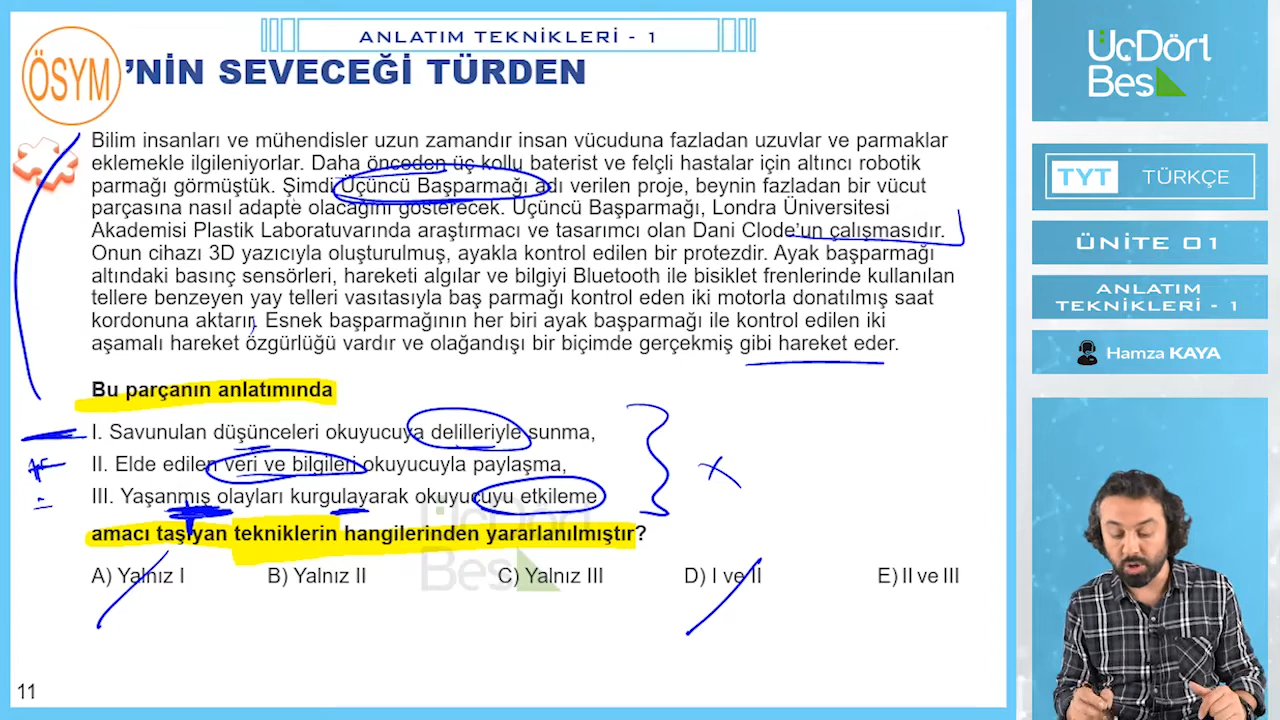 ANLATIM TEKNİKLERİ - 1
ÖSYM'NİN SEVECEĞİ TÜRDEN
Bilim insanları ve mühendisler uzun zamandır insan vücuduna fazladan uzuvlar ve parmaklar
eklemekle ilgileniyorlar. Daha önceden üç kollu baterist ve felçli hastalar için altıncı robotik
parmağı görmüştük. Şimdi Üçüncü Başparmağı adı verilen proje, beynin fazladan bir vücut
parçasına nasıl adapte olacağını gösterecek. Üçüncü Başparmağı, Londra Üniversitesi
Akademisi Plastik Laboratuvarında araştırmacı ve tasarımcı olan Dani Clode'un çalışmasıdır.
Onun cihazı 3D yazıcıyla oluşturulmuş, ayakla kontrol edilen bir protezdir. Ayak başparmağı
altındaki basınç sensörleri, hareketi algılar ve bilgiyi Bluetooth ile bisiklet frenlerinde kullanılan
tellere benzeyen yay telleri vasıtasıyla baş parmağı kontrol eden iki motorla donatılmış saat
kordonuna aktarır. Esnek başparmağının her biri ayak başparmağı ile kontrol edilen iki
aşamalı hareket özgürlüğü vardır ve olağandışı bir biçimde gerçekmiş gibi hareket eder.
Bu parçanın anlatımında
I. Savunulan düşünceleri okuyucuya delilleriyle sunma,
II. Elde edilen veri ve bilgileri okuyucuyla paylaşma,
III. Yaşanmış olayları kurgulayarak okuyucuyu etkileme
amacı taşıyan tekniklerin hangilerinden yararlanılmıştır?
A) Yalnız I B) Yalnız II C) Yalnız III D) I ve II E) II ve III
11
ÜçDört
Beş
ÜçDört
Beş
TYT TÜRKÇE
ÜNİTE 01
ANLATIM
TEKNİKLERİ - 1
Hamza KAYA